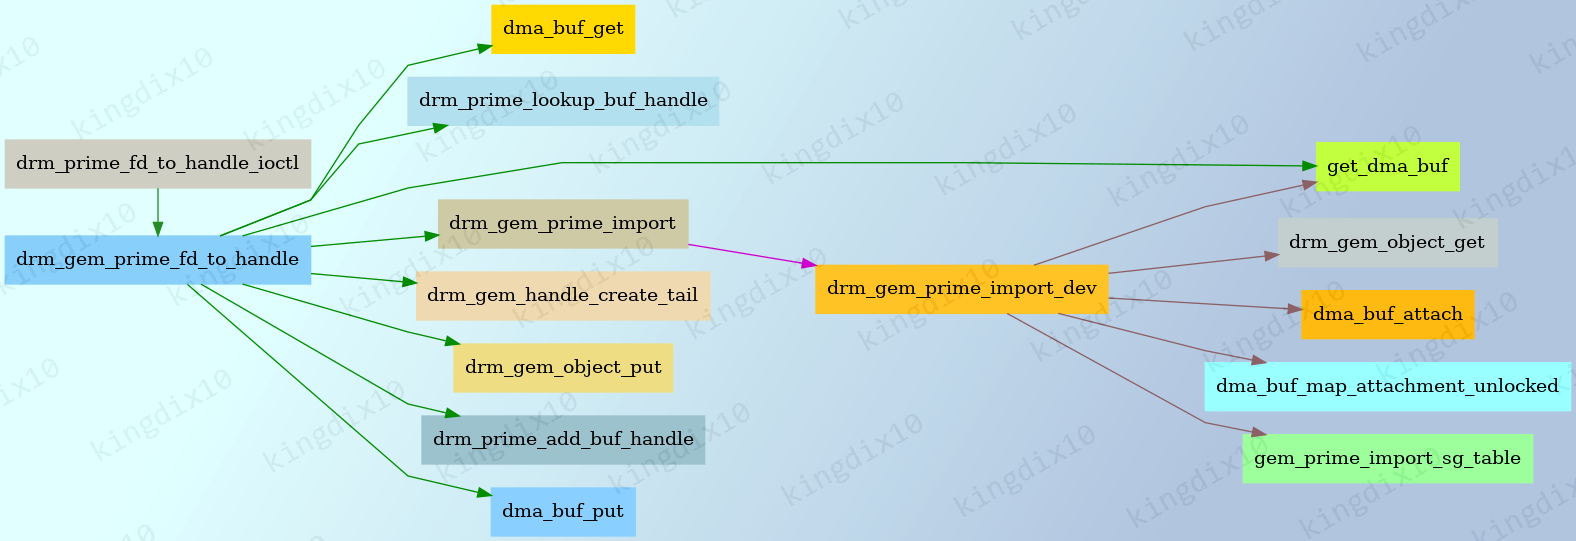 dma_buf_get
drm_prime_lookup_buf_handle
drm_prime_fd_to_handle_ioctl
get_dma_buf
drm_gem_prime_import
drm_gem_object_get
drm_gem_prime_fd_to_handle
drm_gem_handle_create_tail
drm_gem_prime_import_dev
dma_buf_attach
drm_gem_object_put
dma_buf_map_attachment_unlocked
drm_prime_add_buf_handle
gem_prime_import_sg_table
dma_buf_put
kingdix10